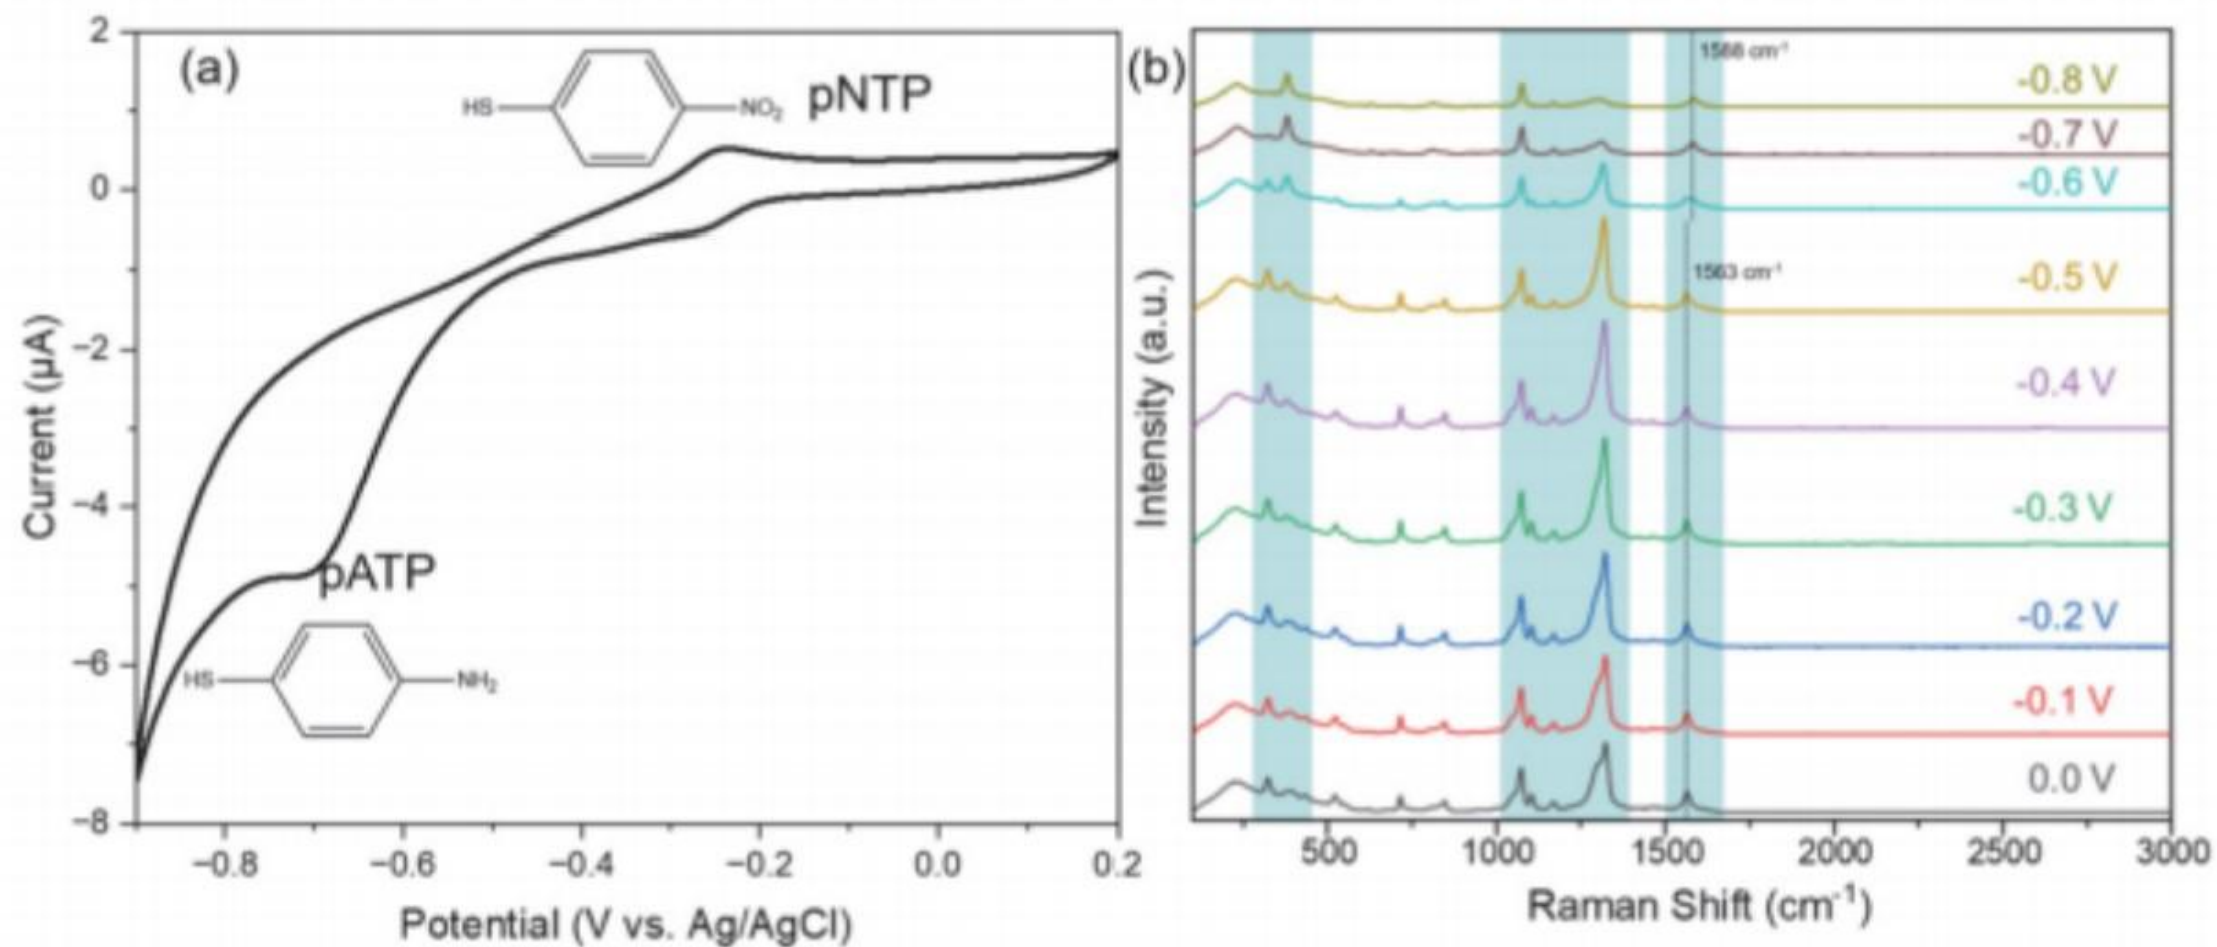 (a)
HS
NO₂
pNTP
2
0
−2
−4
−6
−8
Current (μA)
pATP
HS
NH₂
−0.8
−0.6
−0.4
−0.2
0.0
0.2
Potential (V vs. Ag/AgCl)
(b)
1588 cm⁻¹
-0.8 V
-0.7 V
-0.6 V
1563 cm⁻¹
-0.5 V
-0.4 V
-0.3 V
-0.2 V
-0.1 V
0.0 V
Intensity (a.u.)
500
1000
1500
2000
2500
3000
Raman Shift (cm⁻¹)